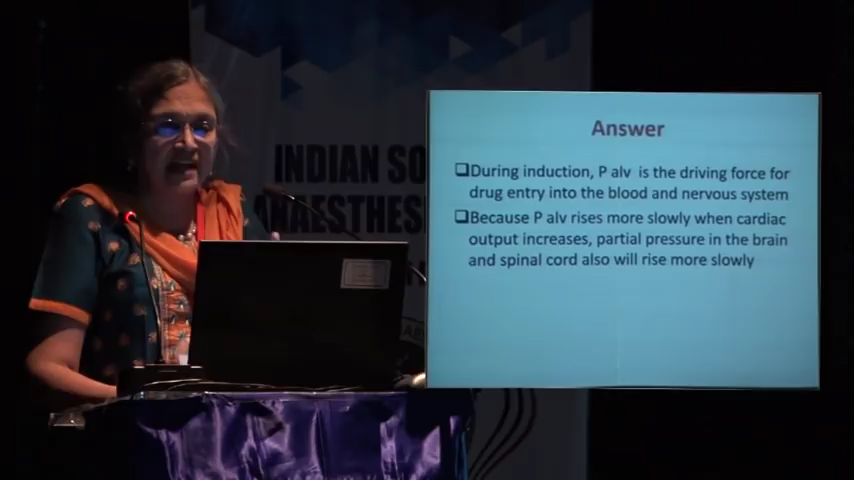 INDIAN SO
ANAESTHES
Answer
❑During induction, P alv is the driving force for
drug entry into the blood and nervous system
❑Because P alv rises more slowly when cardiac
output increases, partial pressure in the brain
and spinal cord also will rise more slowly